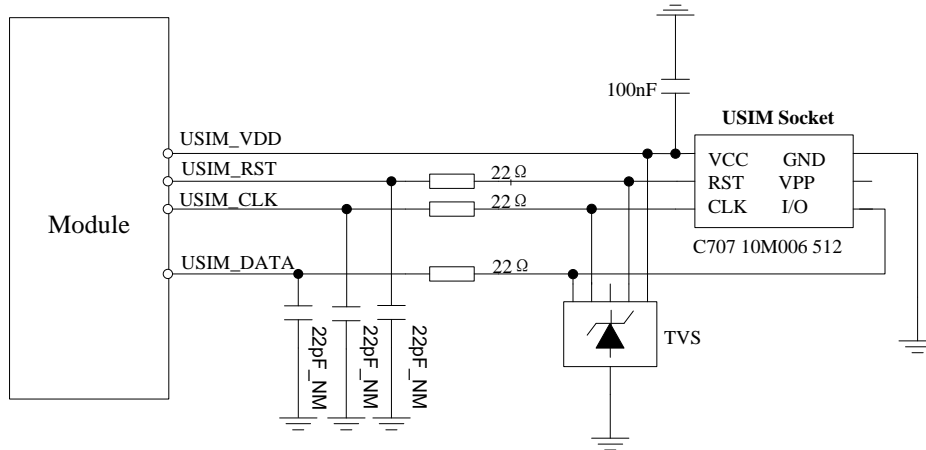 100nF
USIM Socket
USIM_VDD
VCC GND
USIM_RST
22Ω
RST VPP
USIM_CLK
22Ω
CLK I/O
Module
C707 10M006 512
USIM_DATA
22Ω
22pF_NM
22pF_NM
22pF_NM
TVS